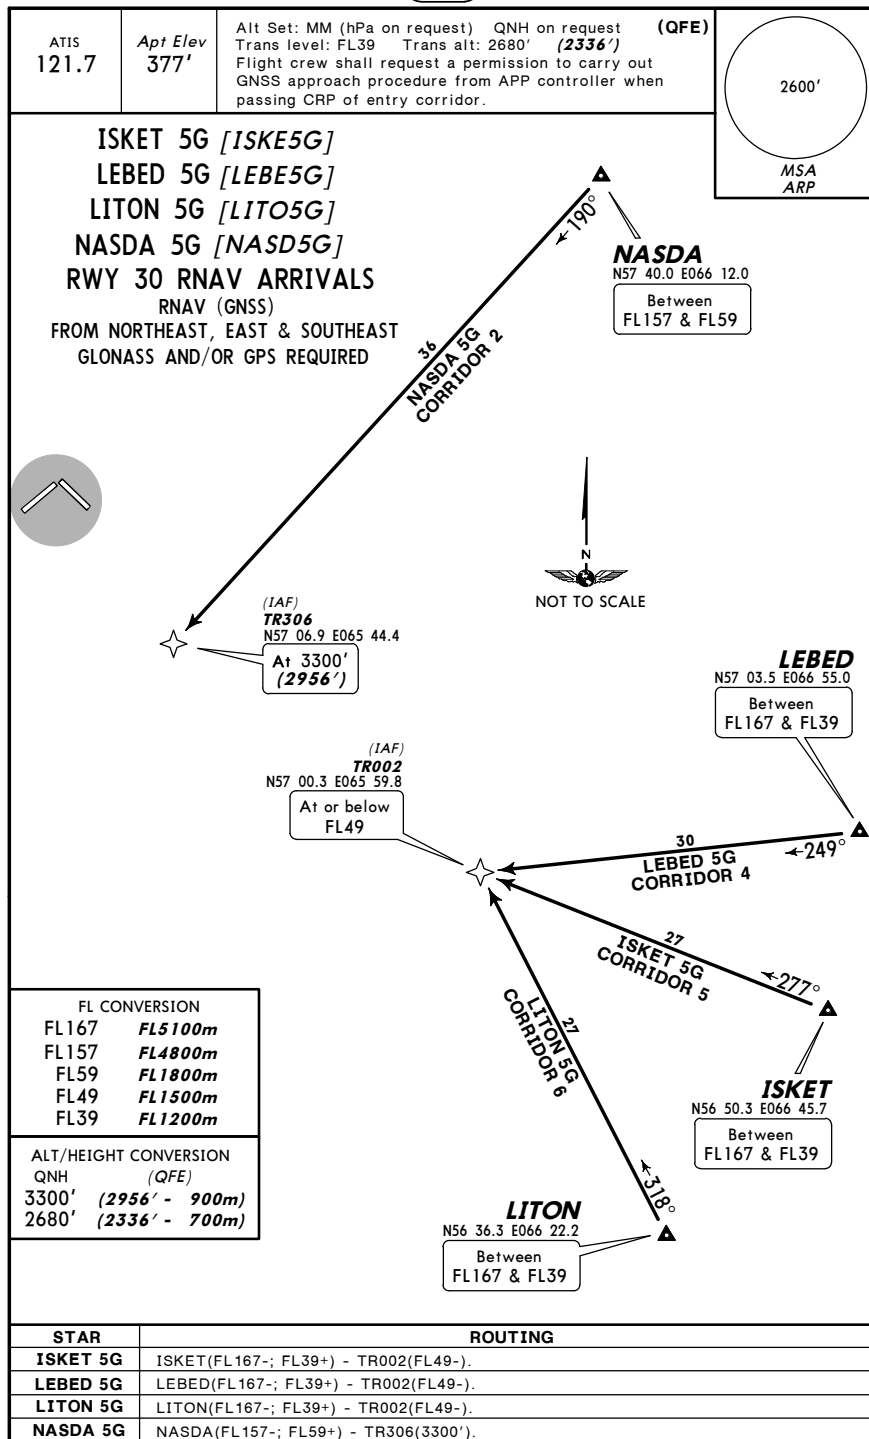 ATIS
121.7
Apt Elev
377'
Alt Set: MM (hPa on request) QNH on request (QFE)
Trans level: FL39 Trans alt: 2680' (2336')
Flight crew shall request a permission to carry out
GNSS approach procedure from APP controller when
passing CRP of entry corridor.
2600'
MSA
ARP
ISKET 5G [ISKE5G]
LEBED 5G [LEBE5G]
LITON 5G [LITO5G]
NASDA 5G [NASD5G]
RWY 30 RNAV ARRIVALS
RNAV (GNSS)
FROM NORTHEAST, EAST & SOUTHEAST
GLONASS AND/OR GPS REQUIRED
190°
NASDA
N57 40.0 E066 12.0
Between
FL157 & FL59
36
NASDA 5G
CORRIDOR 2
N
NOT TO SCALE
(IAF)
TR306
N57 06.9 E065 44.4
At 3300'
(2956')
LEBED
N57 03.5 E066 55.0
Between
FL167 & FL39
(IAF)
TR002
N57 00.3 E065 59.8
At or below
FL49
30
LEBED 5G
CORRIDOR 4
249°
27
ISKET 5G
CORRIDOR 5
277°
27
LITON 5G
CORRIDOR 6
318°
ISKET
N56 50.3 E066 45.7
Between
FL167 & FL39
LITON
N56 36.3 E066 22.2
Between
FL167 & FL39
FL CONVERSION
FL167 FL5100m
FL157 FL4800m
FL59 FL1800m
FL49 FL1500m
FL39 FL1200m
ALT/HEIGHT CONVERSION
QNH (QFE)
3300' (2956' - 900m)
2680' (2336' - 700m)
STAR ROUTING
ISKET 5G ISKET(FL167-; FL39+) - TR002(FL49-).
LEBED 5G LEBED(FL167-; FL39+) - TR002(FL49-).
LITON 5G LITON(FL167-; FL39+) - TR002(FL49-).
NASDA 5G NASDA(FL157-; FL59+) - TR306(3300').